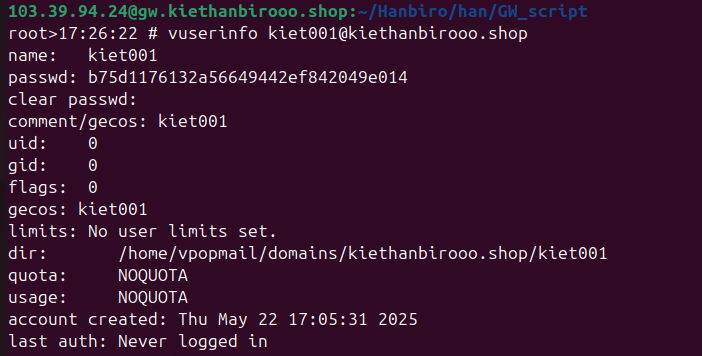 103.39.94.24@gw.kiethanbirooo.shop:~/Hanbiro/han/GW_script
root>17:26:22 # vuserinfo kiet001@kiethanbirooo.shop
name:   kiet001
passwd: b75d1176132a56649442ef842049e014
clear passwd:
comment/gecos: kiet001
uid:    0
gid:    0
flags:  0
gecos: kiet001
limits: No user limits set.
dir:       /home/vpopmail/domains/kiethanbirooo.shop/kiet001
quota:     NOQUOTA
usage:     NOQUOTA
account created: Thu May 22 17:05:31 2025
last auth: Never logged in